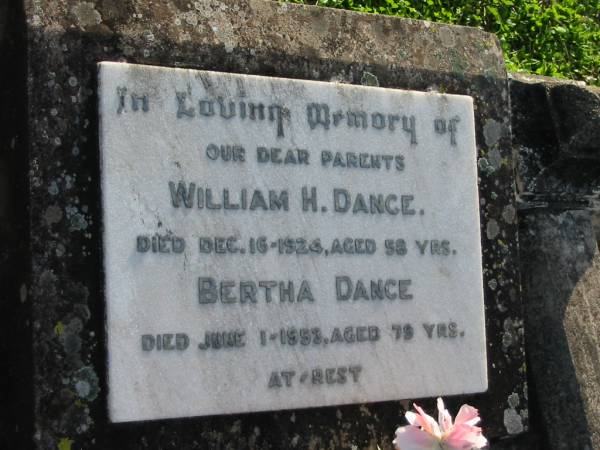 In Loving Memory of
OUR DEAR PARENTS
WILLIAM H. DANCE.
DIED DEC. 16-1924, AGED 58 YRS.
BERTHA DANCE
DIED JUNE 1-1953, AGED 79 YRS.
AT-REST